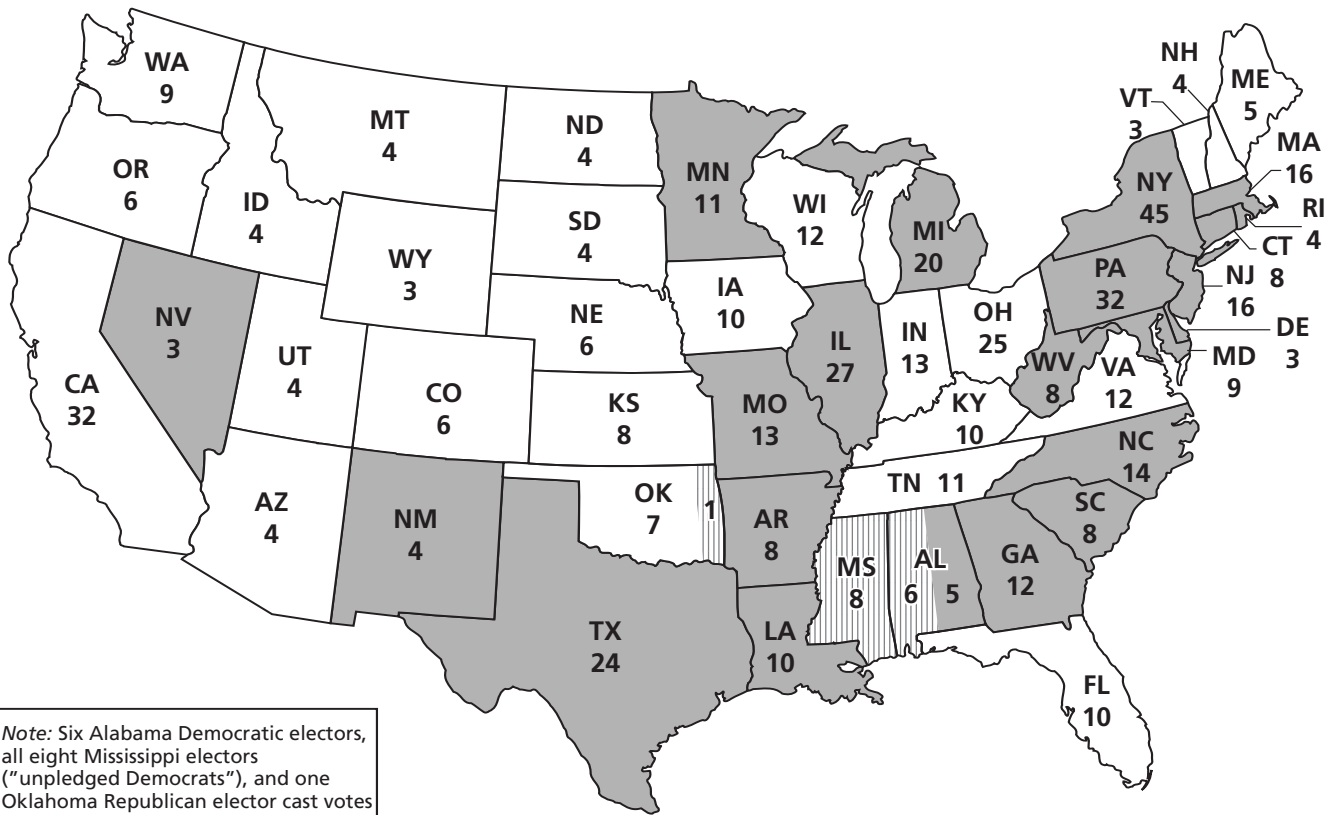 WA
9
OR
6
CA
32
NV
3
ID
4
MT
4
WY
3
UT
4
AZ
4
CO
6
NM
4
ND
4
SD
4
NE
6
KS
8
OK
7
1
TX
24
MN
11
IA
10
MO
13
AR
8
LA
10
WI
12
IL
27
MI
20
IN
13
OH
25
KY
10
TN 11
MS
8
AL
6
5
GA
12
FL
10
SC
8
NC
14
VA
12
WV
8
PA
32
NY
45
VT
3
NH
4
ME
5
MA
16
RI
4
CT
8
NJ
16
DE
3
MD
9
Note: Six Alabama Democratic electors,
all eight Mississippi electors
("unpledged Democrats"), and one
Oklahoma Republican elector cast votes